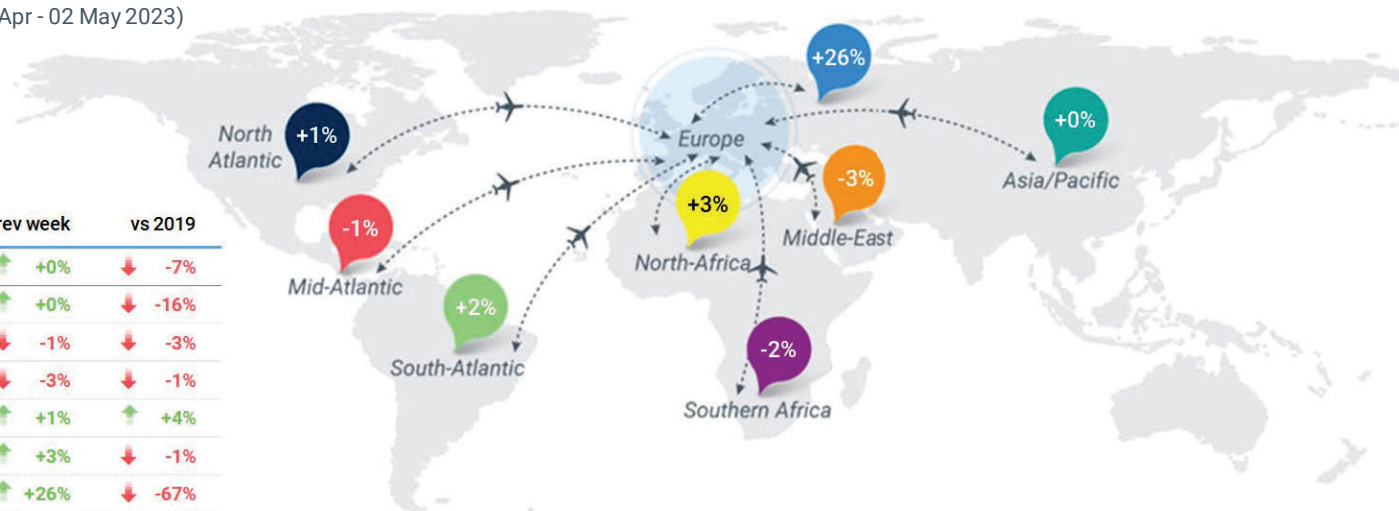 Apr - 02 May 2023)
+26%
+1%
North
Atlantic
Europe
+0%
Asia/Pacific
-3%
Middle-East
+3%
North-Africa
-1%
Mid-Atlantic
+2%
South-Atlantic
-2%
Southern Africa
rev week vs 2019
+0% -7%
+0% -16%
-1% -3%
-3% -1%
+1% +4%
+3% -1%
+26% -67%